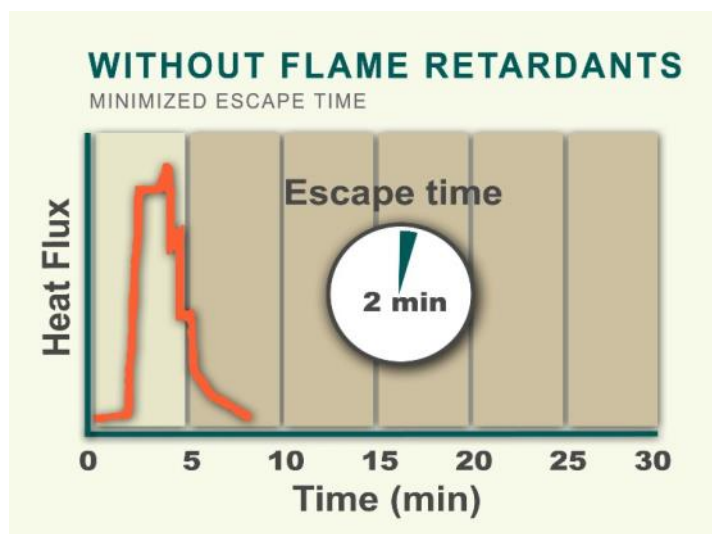 WITHOUT FLAME RETARDANTS
MINIMIZED ESCAPE TIME
Escape time
2 min
Heat Flux
0 5 10 15 20 25 30
Time (min)